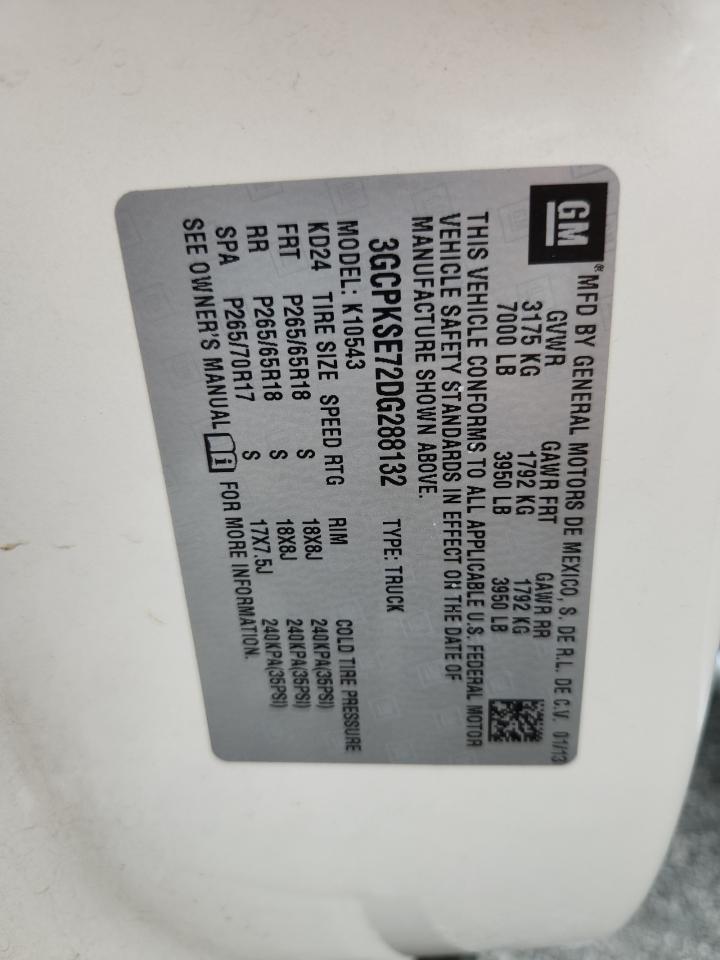 GM® MFD BY GENERAL MOTORS DE MEXICO, S. DE R.L. DE C.V. 01/13
GVWR GAWR FRT GAWR RR
3175 KG 1792 KG 1792 KG
7000 LB 3950 LB 3950 LB
THIS VEHICLE CONFORMS TO ALL APPLICABLE U.S. FEDERAL MOTOR
VEHICLE SAFETY STANDARDS IN EFFECT ON THE DATE OF
MANUFACTURE SHOWN ABOVE.
3GCPKSE72DG288132 TYPE: TRUCK
MODEL: K10543
KD24 TIRE SIZE SPEED RTG RIM COLD TIRE PRESSURE
FRT P265/65R18 S 18X8J 240KPA(35PSI)
RR P265/65R18 S 18X8J 240KPA(35PSI)
SPA P265/70R17 S 17X7.5J 240KPA(35PSI)
SEE OWNER'S MANUAL i FOR MORE INFORMATION.